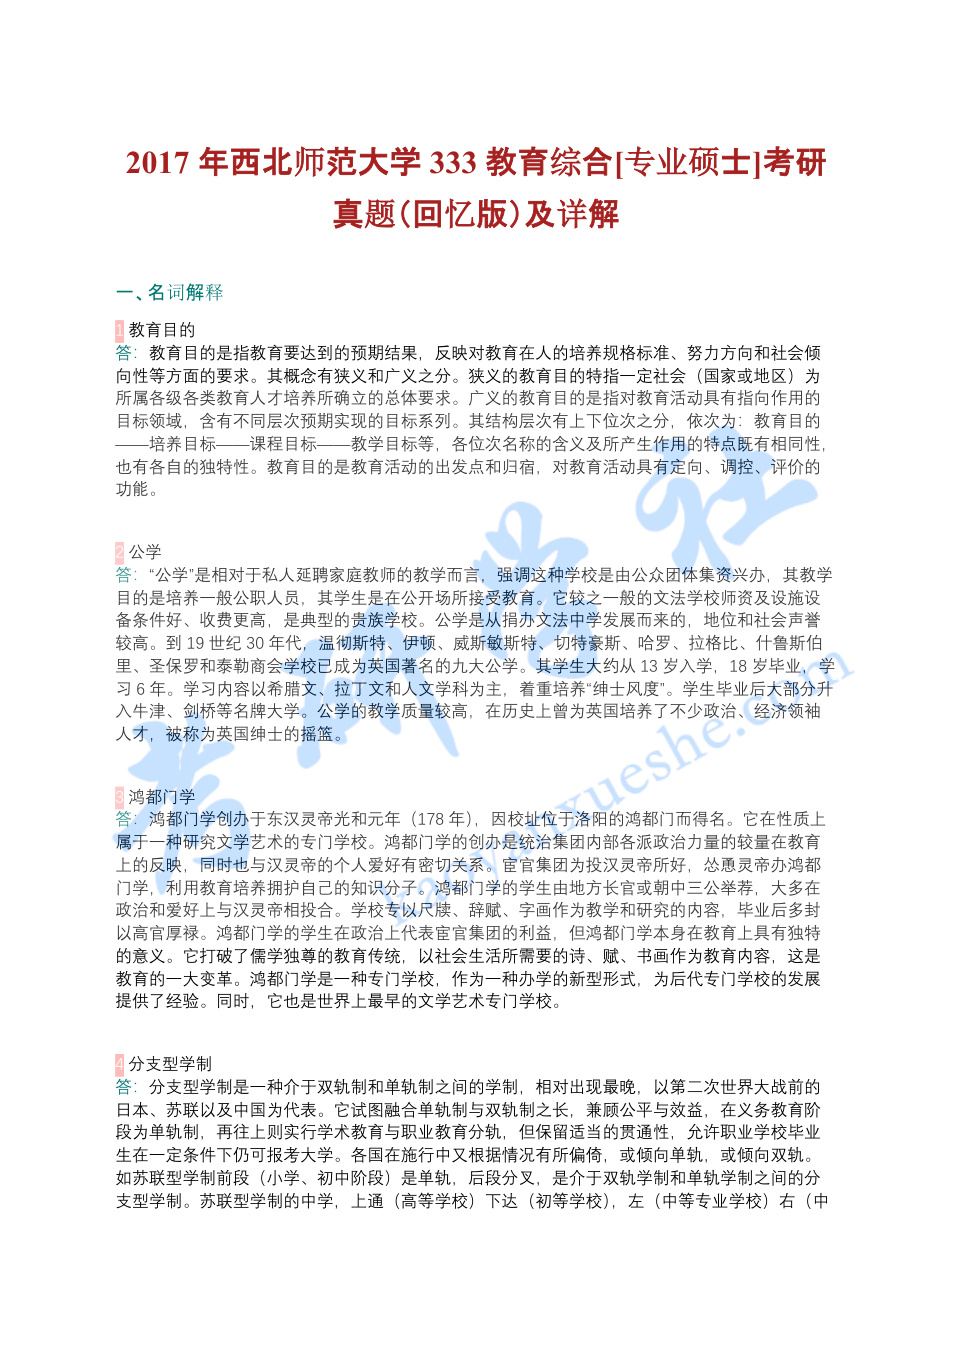 2017 年西北师范大学 333 教育综合[专业硕士]考研
真题（回忆版）及详解
一、名词解释
1 教育目的
答：教育目的是指教育要达到的预期结果，反映对教育在人的培养规格标准、努力方向和社会倾
向性等方面的要求。其概念有狭义和广义之分。狭义的教育目的特指一定社会（国家或地区）为
所属各级各类教育人才培养所确立的总体要求。广义的教育目的是指对教育活动具有指向作用的
目标领域，含有不同层次预期实现的目标系列。其结构层次有上下位次之分，依次为：教育目的
——培养目标——课程目标——教学目标等，各位次名称的含义及所产生作用的特点既有相同性，
也有各自的独特性。教育目的是教育活动的出发点和归宿，对教育活动具有定向、调控、评价的
功能。
2 公学
答：“公学”是相对于私人延聘家庭教师的教学而言，强调这种学校是由公众团体集资兴办，其教学
目的是培养一般公职人员，其学生是在公开场所接受教育。它较之一般的文法学校师资及设施设
备条件好、收费更高，是典型的贵族学校。公学是从捐办文法中学发展而来的，地位和社会声誉
较高。到 19 世纪 30 年代，温彻斯特、伊顿、威斯敏斯特、切特豪斯、哈罗、拉格比、什鲁斯伯
里、圣保罗和泰勒商会学校已成为英国著名的九大公学。其学生大约从 13 岁入学，18 岁毕业，学
习 6 年。学习内容以希腊文、拉丁文和人文学科为主，着重培养“绅士风度”。学生毕业后大部分升
入牛津、剑桥等名牌大学。公学的教学质量较高，在历史上曾为英国培养了不少政治、经济领袖
人才，被称为英国绅士的摇篮。
3 鸿都门学
答：鸿都门学创办于东汉灵帝光和元年（178 年），因校址位于洛阳的鸿都门而得名。它在性质上
属于一种研究文学艺术的专门学校。鸿都门学的创办是统治集团内部各派政治力量的较量在教育
上的反映，同时也与汉灵帝的个人爱好有密切关系。宦官集团为投汉灵帝所好，怂恿灵帝办鸿都
门学，利用教育培养拥护自己的知识分子。鸿都门学的学生由地方长官或朝中三公举荐，大多在
政治和爱好上与汉灵帝相投合。学校专以尺牍、辞赋、字画作为教学和研究的内容，毕业后多封
以高官厚禄。鸿都门学的学生在政治上代表宦官集团的利益，但鸿都门学本身在教育上具有独特
的意义。它打破了儒学独尊的教育传统，以社会生活所需要的诗、赋、书画作为教育内容，这是
教育的一大变革。鸿都门学是一种专门学校，作为一种办学的新型形式，为后代专门学校的发展
提供了经验。同时，它也是世界上最早的文学艺术专门学校。
4 分支型学制
答：分支型学制是一种介于双轨制和单轨制之间的学制，相对出现最晚，以第二次世界大战前的
日本、苏联以及中国为代表。它试图融合单轨制与双轨制之长，兼顾公平与效益，在义务教育阶
段为单轨制，再往上则实行学术教育与职业教育分轨，但保留适当的贯通性，允许职业学校毕业
生在一定条件下仍可报考大学。各国在施行中又根据情况有所偏倚，或倾向单轨，或倾向双轨。
如苏联型学制前段（小学、初中阶段）是单轨，后段分叉，是介于双轨学制和单轨学制之间的分
支型学制。苏联型学制的中学，上通（高等学校）下达（初等学校），左（中等专业学校）右（中
考研学社
kaoyanxueshe.com